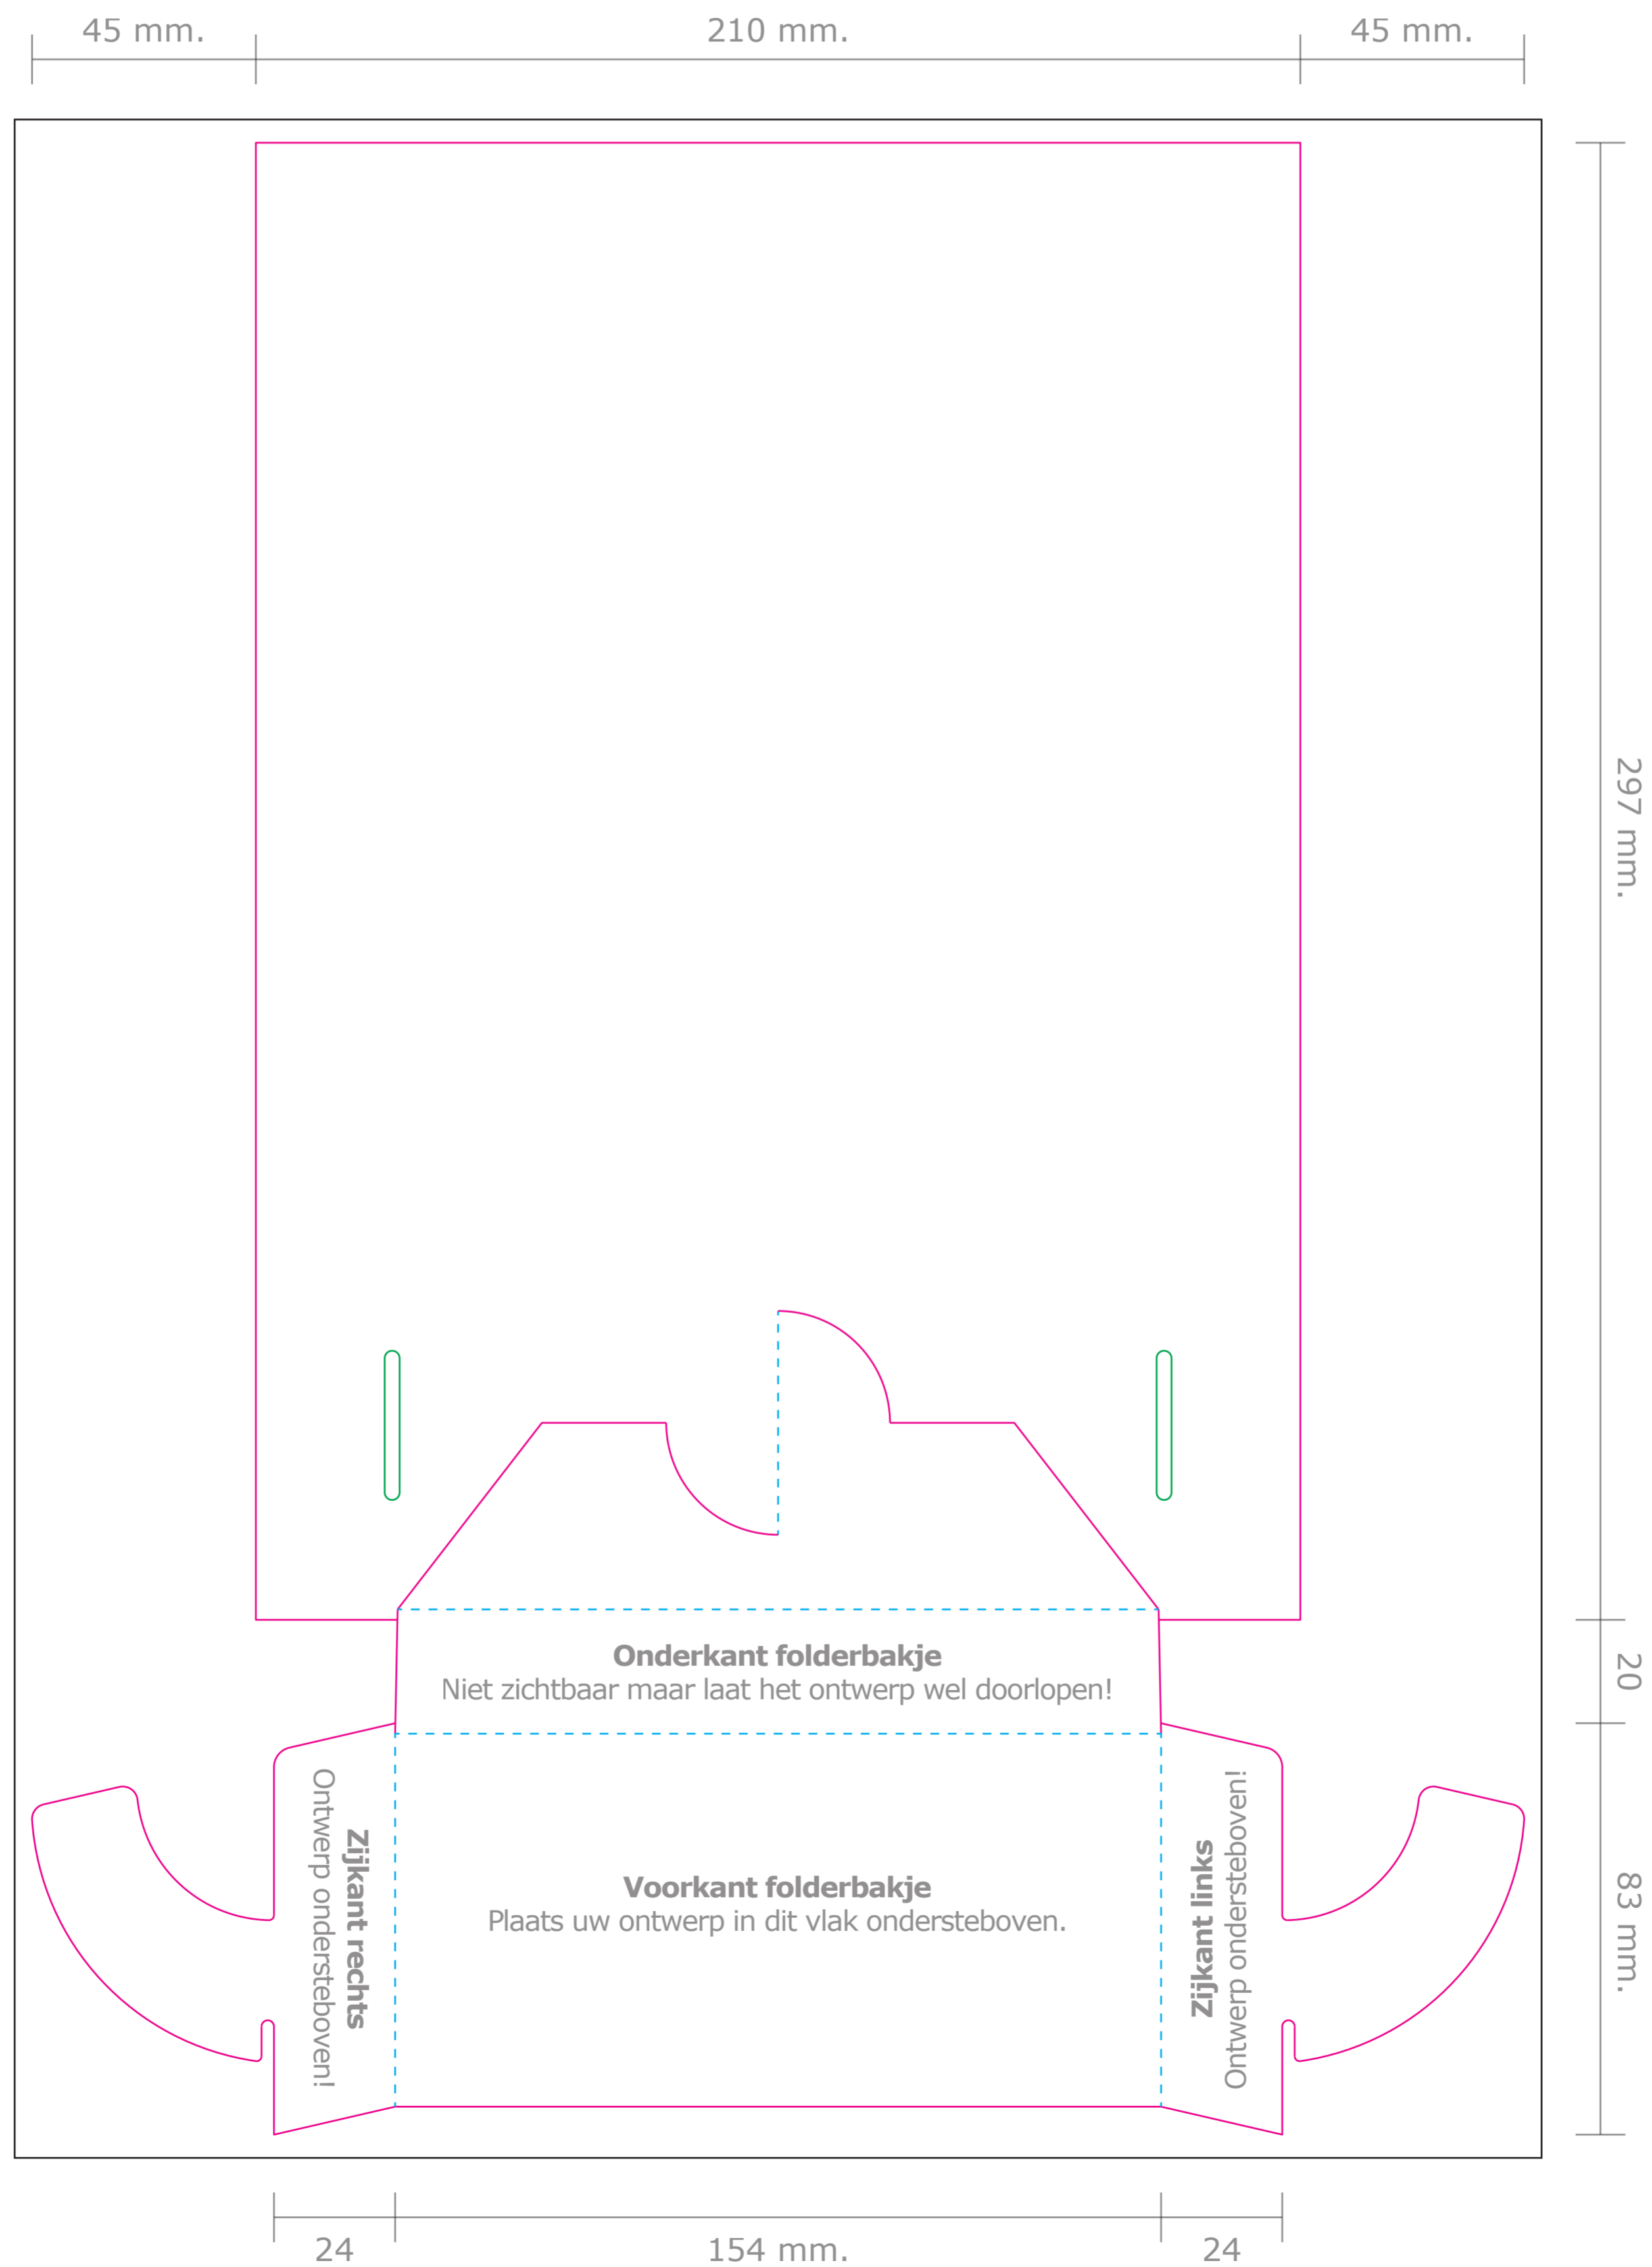 45 mm.
210 mm.
45 mm.
297 mm.
Onderkant folderbakje
Niet zichtbaar maar laat het ontwerp wel doorlopen!
20
Zijkant rechts
Ontwerp ondersteboven!
Voorkant folderbakje
Plaats uw ontwerp in dit vlak ondersteboven.
Zijkant links
Ontwerp ondersteboven!
83 mm.
24
154 mm.
24